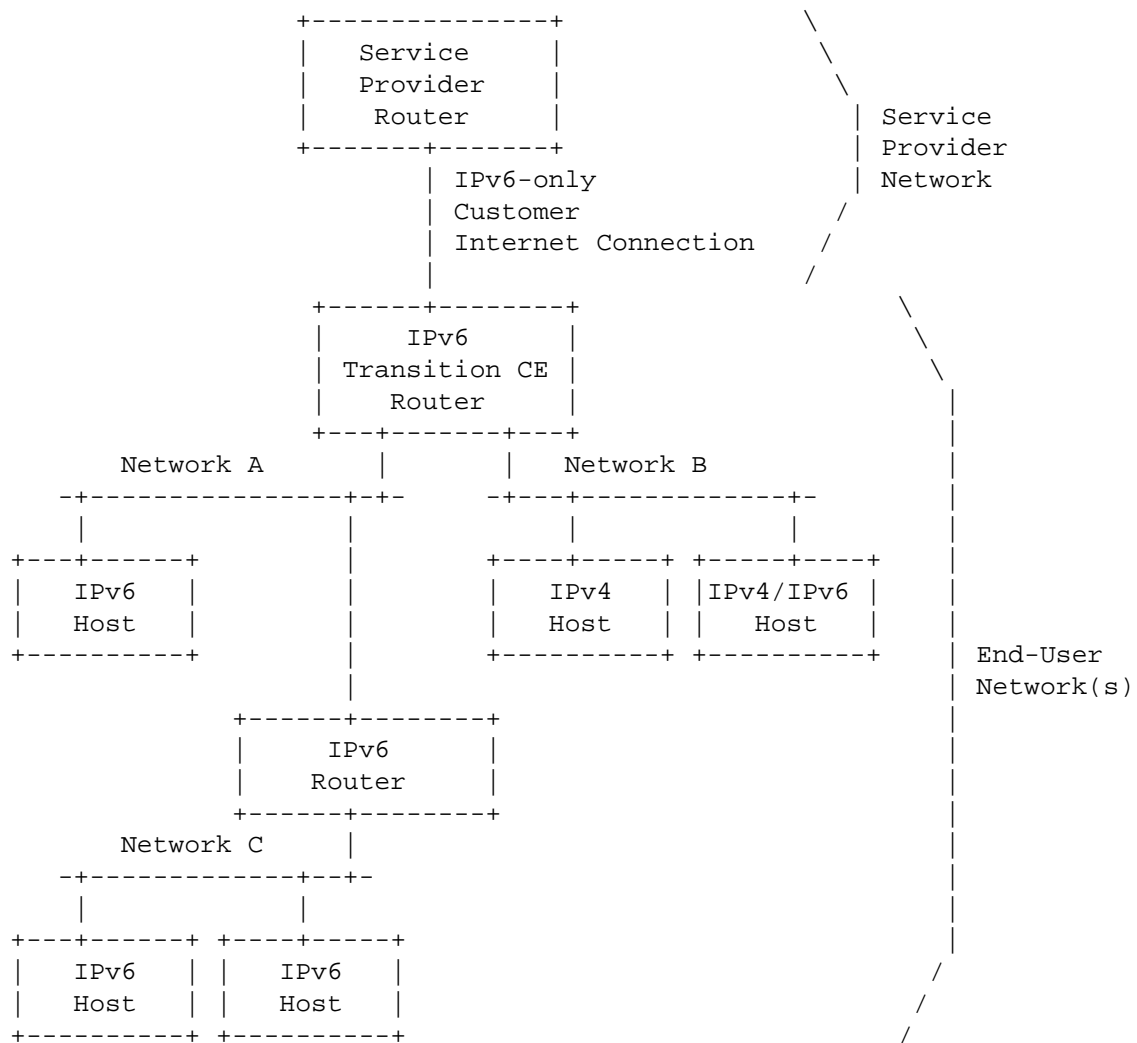 Service
Provider
Router
Service
Provider
Network
IPv6-only
Customer
Internet Connection
IPv6
Transition CE
Router
Network A
Network B
IPv6
Host
IPv4
Host
IPv4/IPv6
Host
End-User
Network(s)
IPv6
Router
Network C
IPv6
Host
IPv6
Host